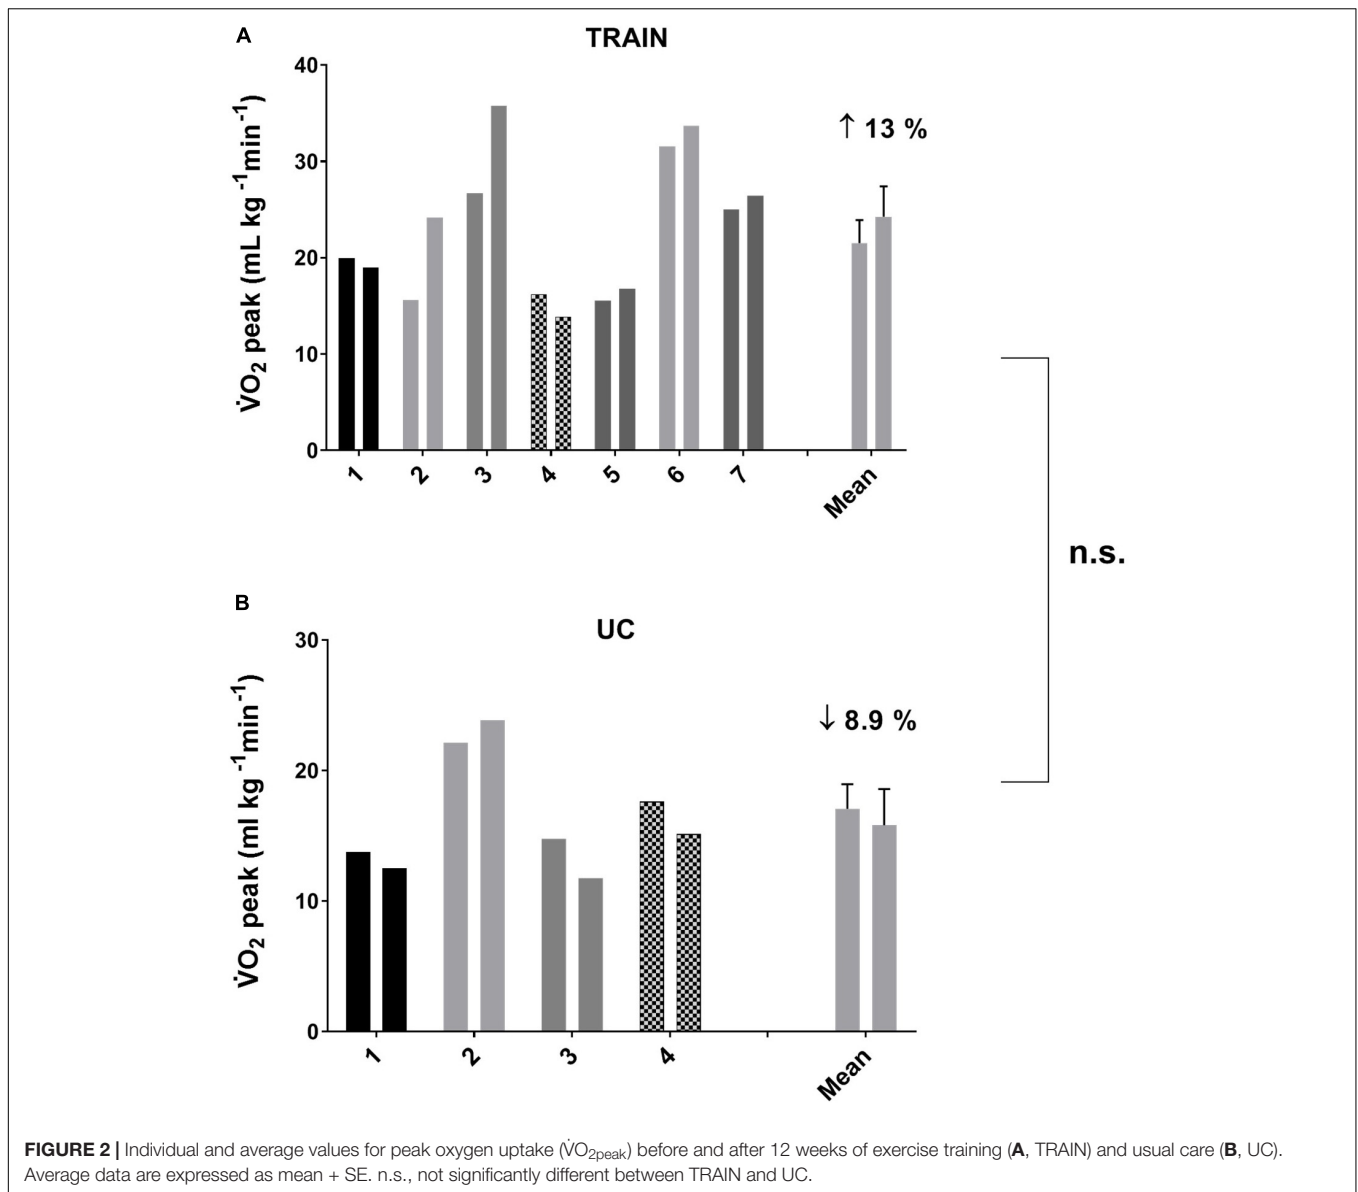 A
TRAIN
40
30
20
10
0
V̇O2 peak (mL kg-1min-1)
↑ 13 %
1 2 3 4 5 6 7 Mean
n.s.
B
UC
30
20
10
0
V̇O2 peak (ml kg-1min-1)
↓ 8.9 %
1 2 3 4 Mean
FIGURE 2 | Individual and average values for peak oxygen uptake (V̇O2peak) before and after 12 weeks of exercise training (A, TRAIN) and usual care (B, UC).
Average data are expressed as mean + SE. n.s., not significantly different between TRAIN and UC.